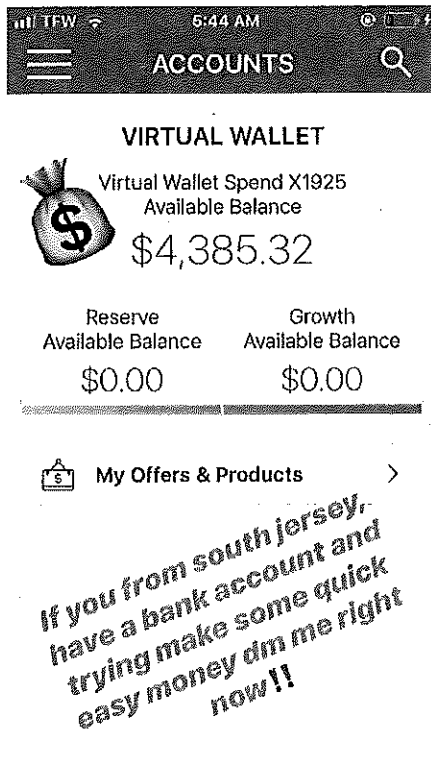 TFW 5:44 AM
ACCOUNTS
VIRTUAL WALLET
Virtual Wallet Spend X1925
Available Balance
$
$4,385.32
Reserve Growth
Available Balance Available Balance
$0.00 $0.00
$ My Offers & Products >
If you from south jersey,
have a bank account and
trying make some quick
easy money dm me right
now!!